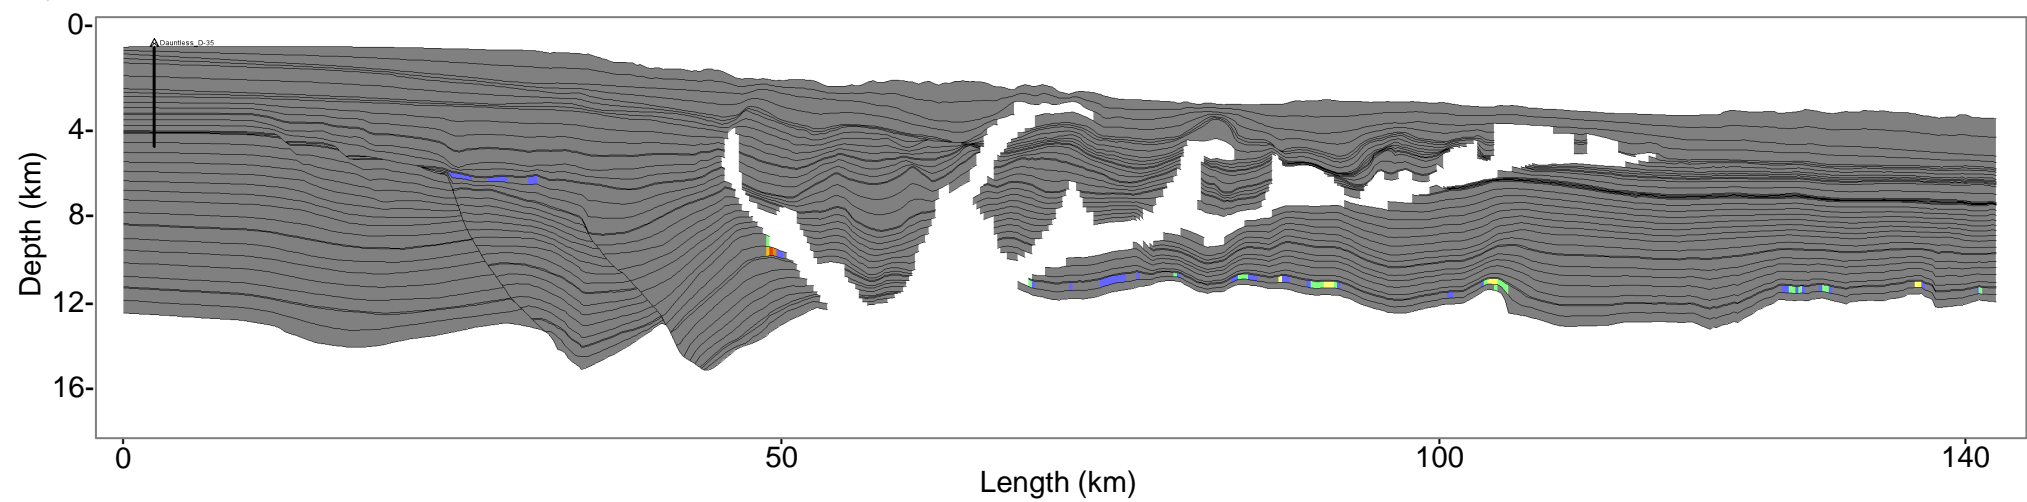 0-
Dauntless_D-35
4-
8-
12-
16-
Depth (km)
0 50 100 140
Length (km)